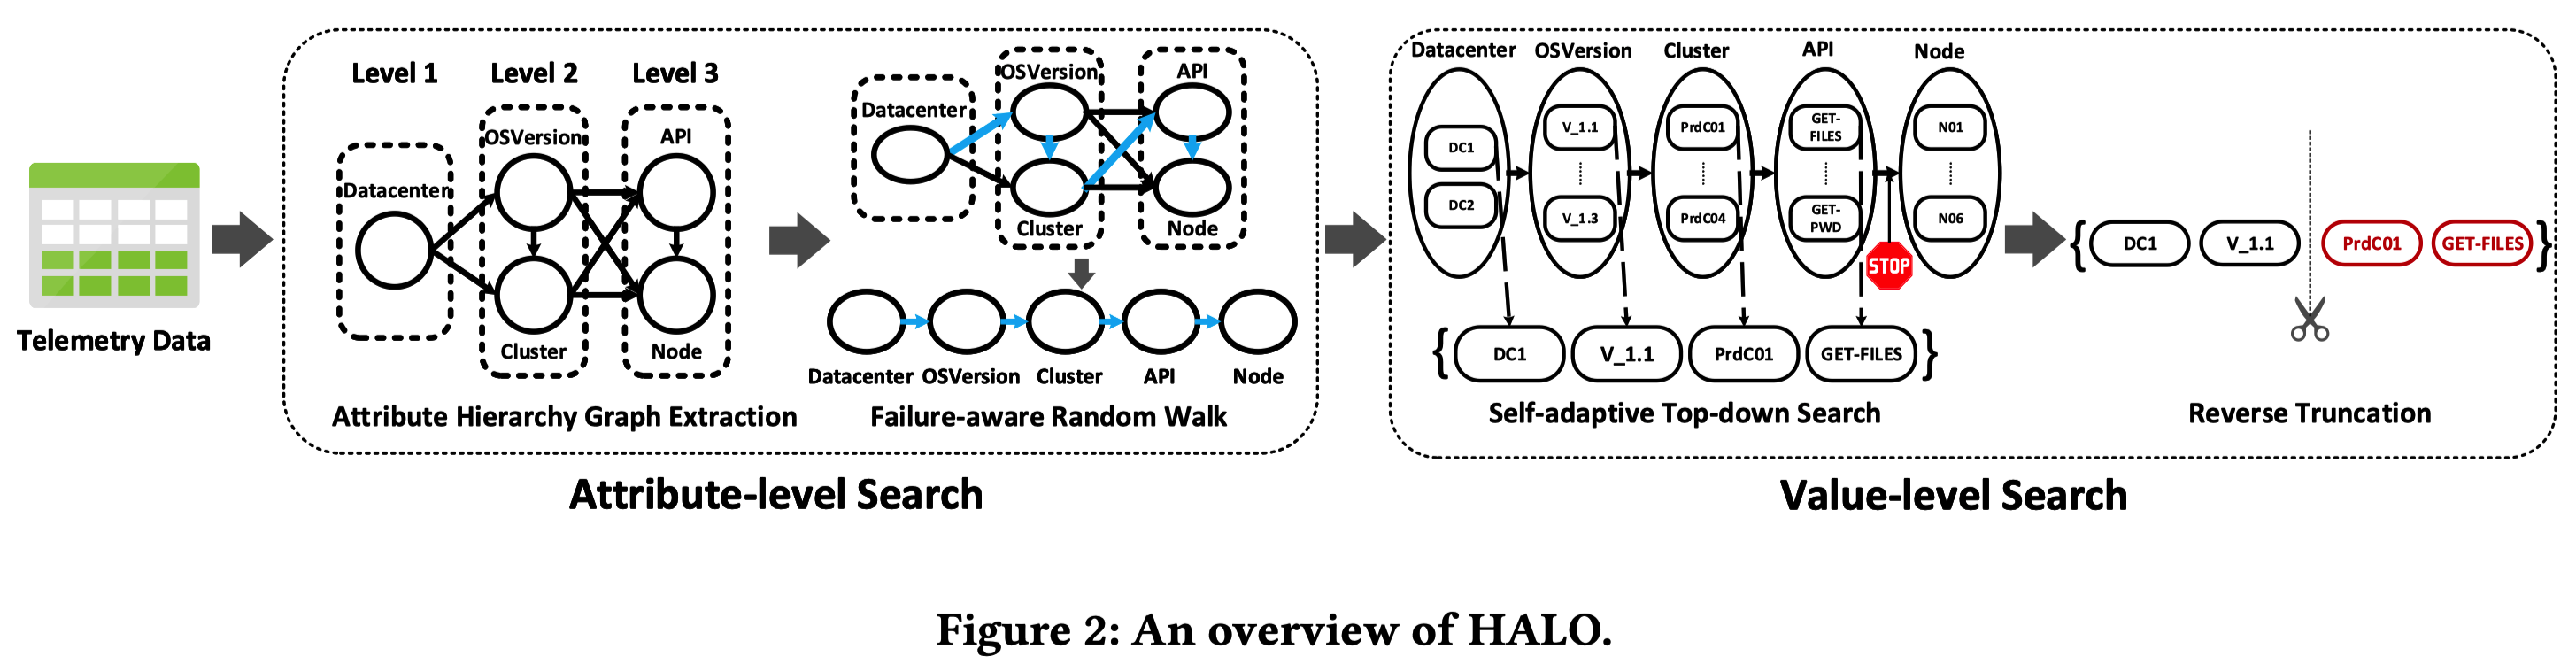 Telemetry Data
Level 1
Level 2
Level 3
Datacenter
OSVersion
Cluster
API
Node
Attribute Hierarchy Graph Extraction
Datacenter
OSVersion
Cluster
API
Node
Datacenter
OSVersion
Cluster
API
Node
Failure-aware Random Walk
Attribute-level Search
Datacenter
OSVersion
Cluster
API
Node
DC1
DC2
V_1.1
V_1.3
PrdC01
PrdC04
GET-
FILES
GET-
PWD
N01
N06
STOP
{ DC1 V_1.1 PrdC01 GET-FILES }
Self-adaptive Top-down Search
{ DC1 V_1.1 PrdC01 GET-FILES }
Reverse Truncation
Value-level Search
Figure 2: An overview of HALO.